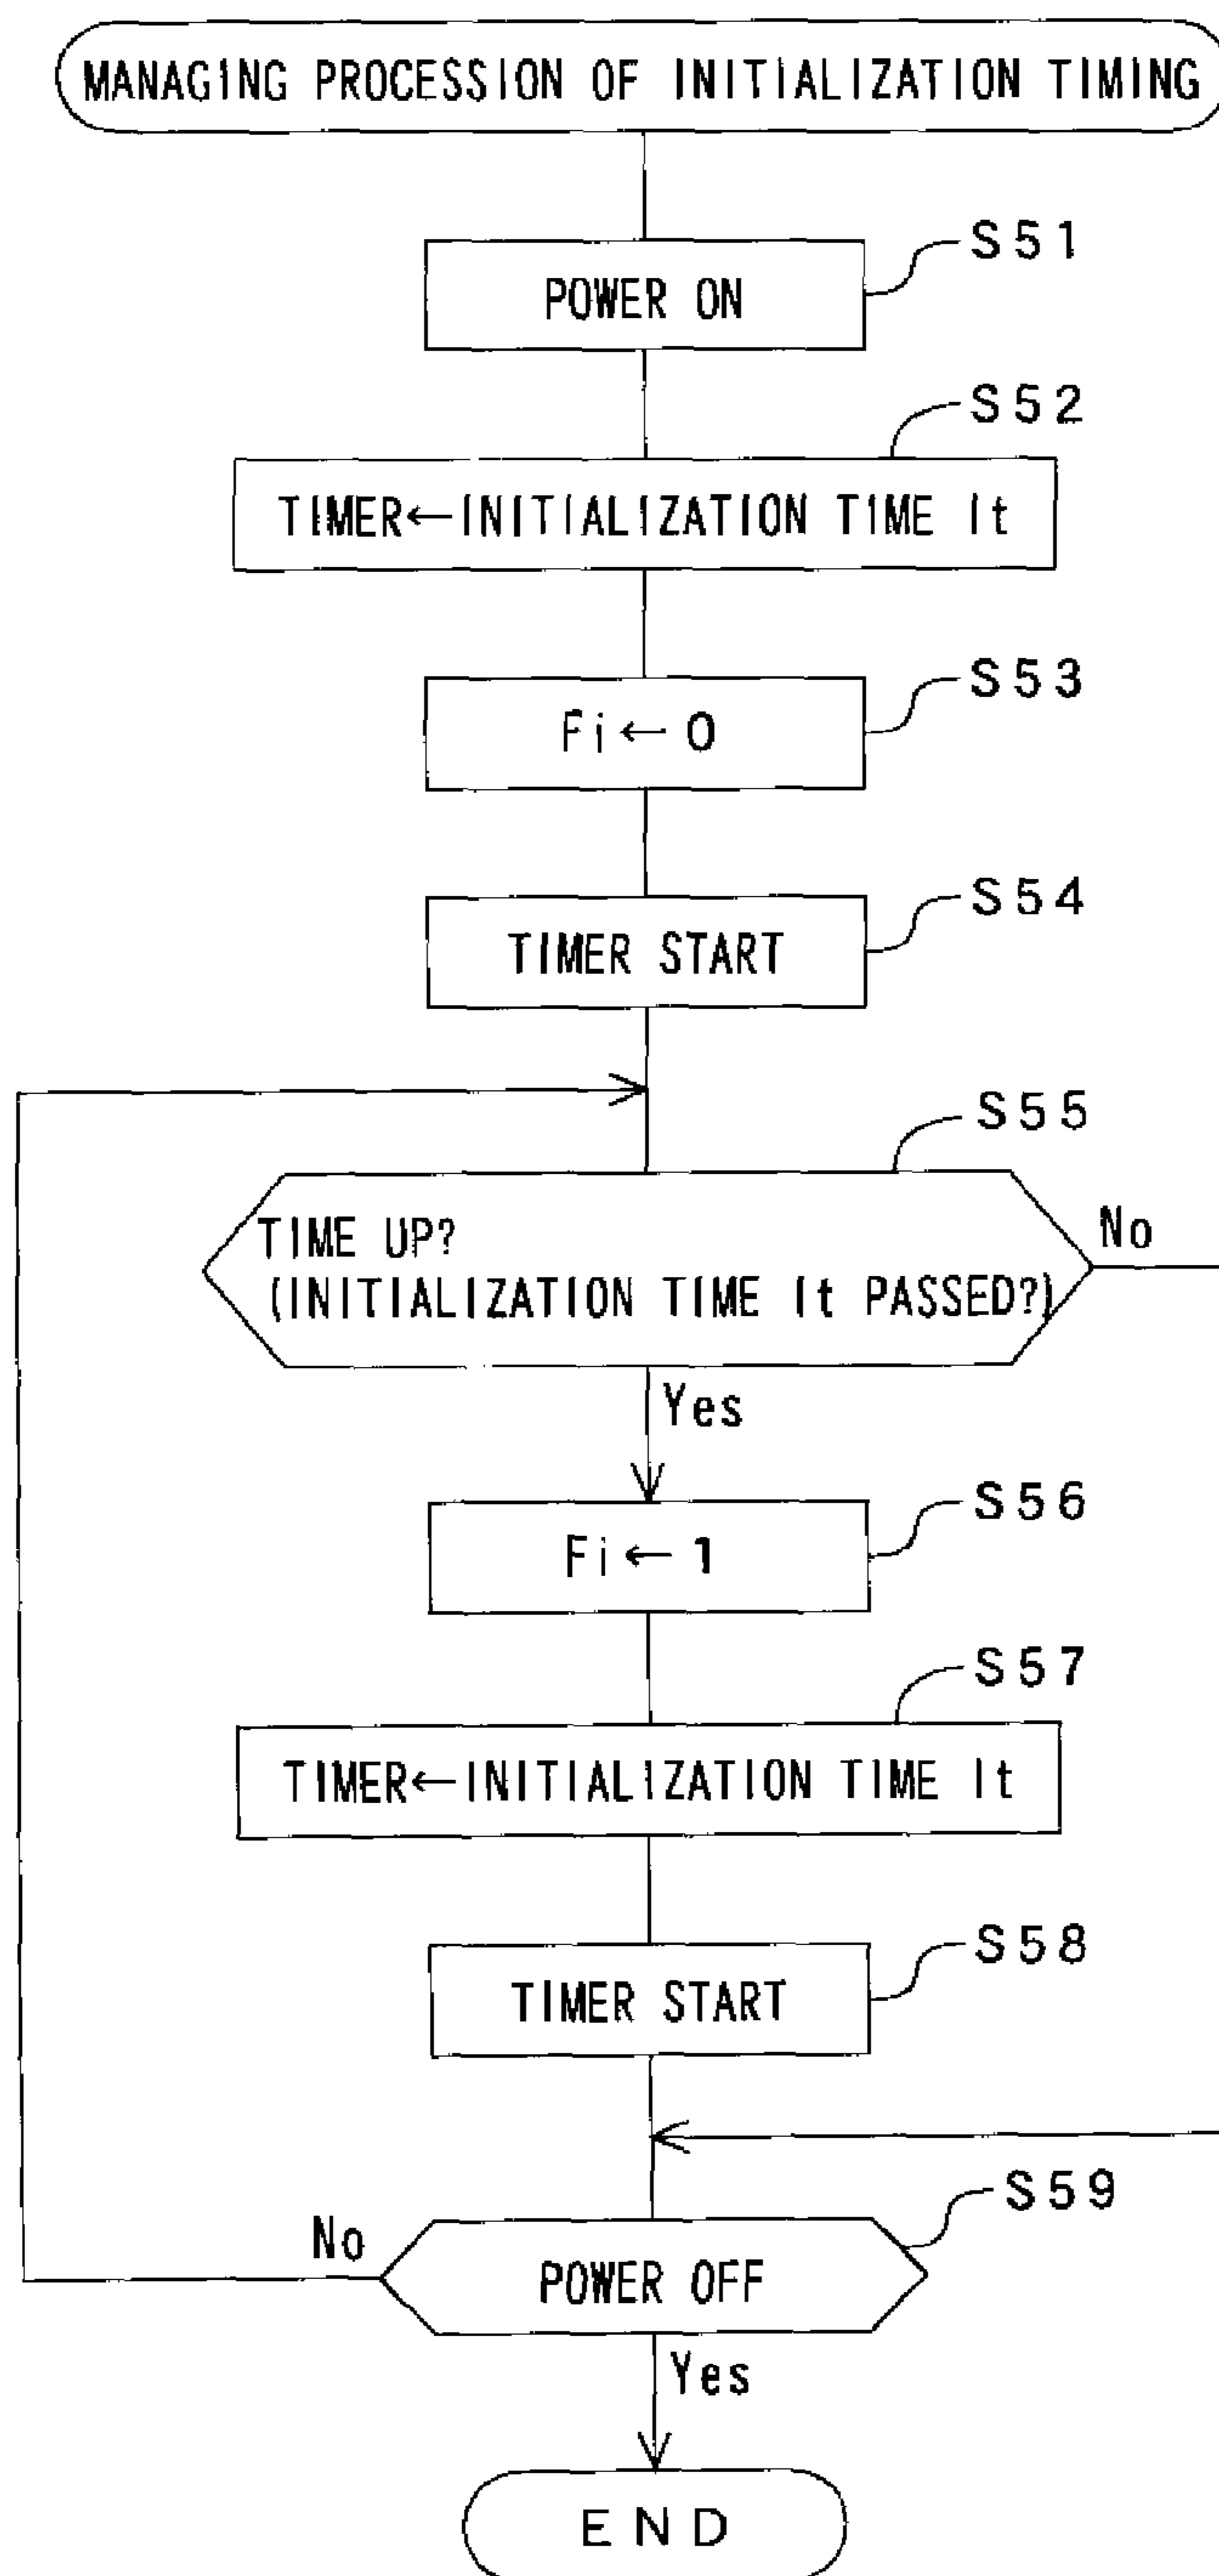 MANAGING PROCESSION OF INITIALIZATION TIMING
S51
POWER ON
S52
TIMER←INITIALIZATION TIME It
S53
Fi←0
S54
TIMER START
S55
TIME UP?
No
(INITIALIZATION TIME It PASSED?)
Yes
S56
Fi←1
S57
TIMER←INITIALIZATION TIME It
S58
TIMER START
S59
No
POWER OFF
Yes
END